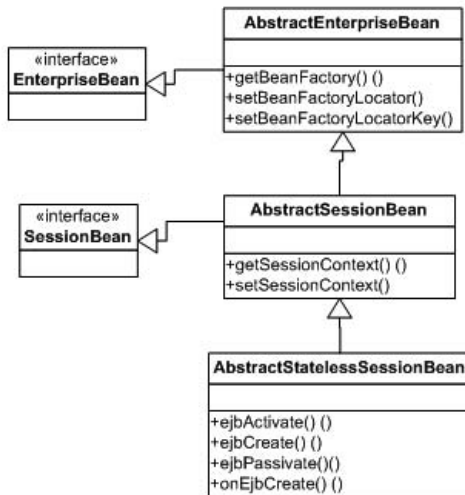 AbstractEnterpriseBean
+getBeanFactory() ()
+setBeanFactoryLocator()
+setBeanFactoryLocatorKey()
«interface»
EnterpriseBean
AbstractSessionBean
+getSessionContext() ()
+setSessionContext()
«interface»
SessionBean
AbstractStatelessSessionBean
+ejbActivate() ()
+ejbCreate() ()
+ejbPassivate()()
+onEjbCreate() ()